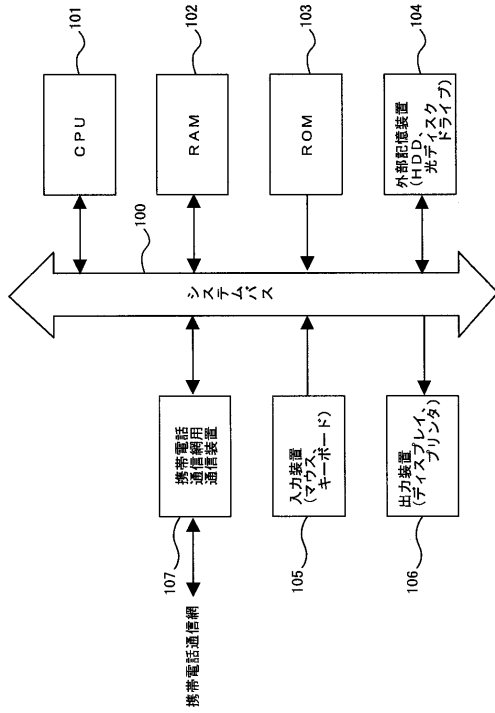 101
CPU
102
RAM
103
ROM
104
外部記憶装置
(HDD、
光ディスク
ドライブ)
100
システムバス
携帯電話
通信網用
通信装置
107
携帯電話通信網
入力装置
(マウス、
キーボード)
105
出力装置
(ディスプレイ、
プリンタ)
106